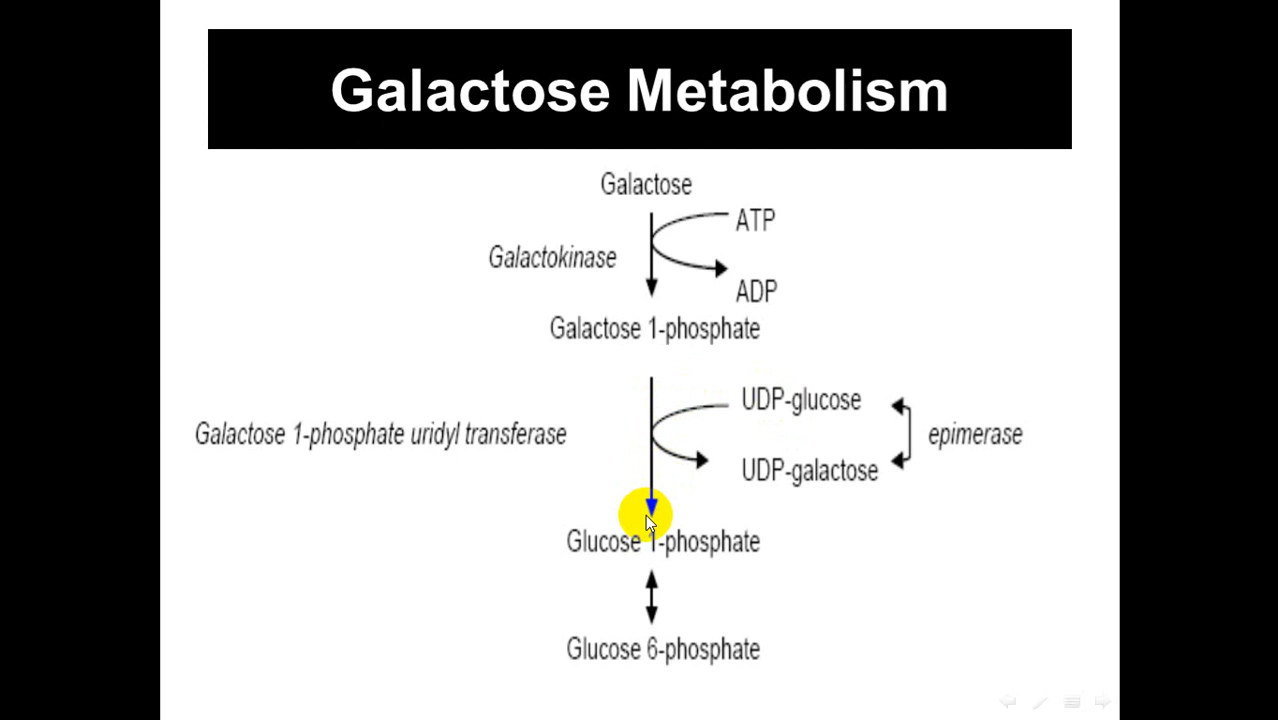 Galactose Metabolism
Galactose
ATP
Galactokinase
ADP
Galactose 1-phosphate
UDP-glucose
Galactose 1-phosphate uridyl transferase
epimerase
UDP-galactose
Glucose 1-phosphate
Glucose 6-phosphate